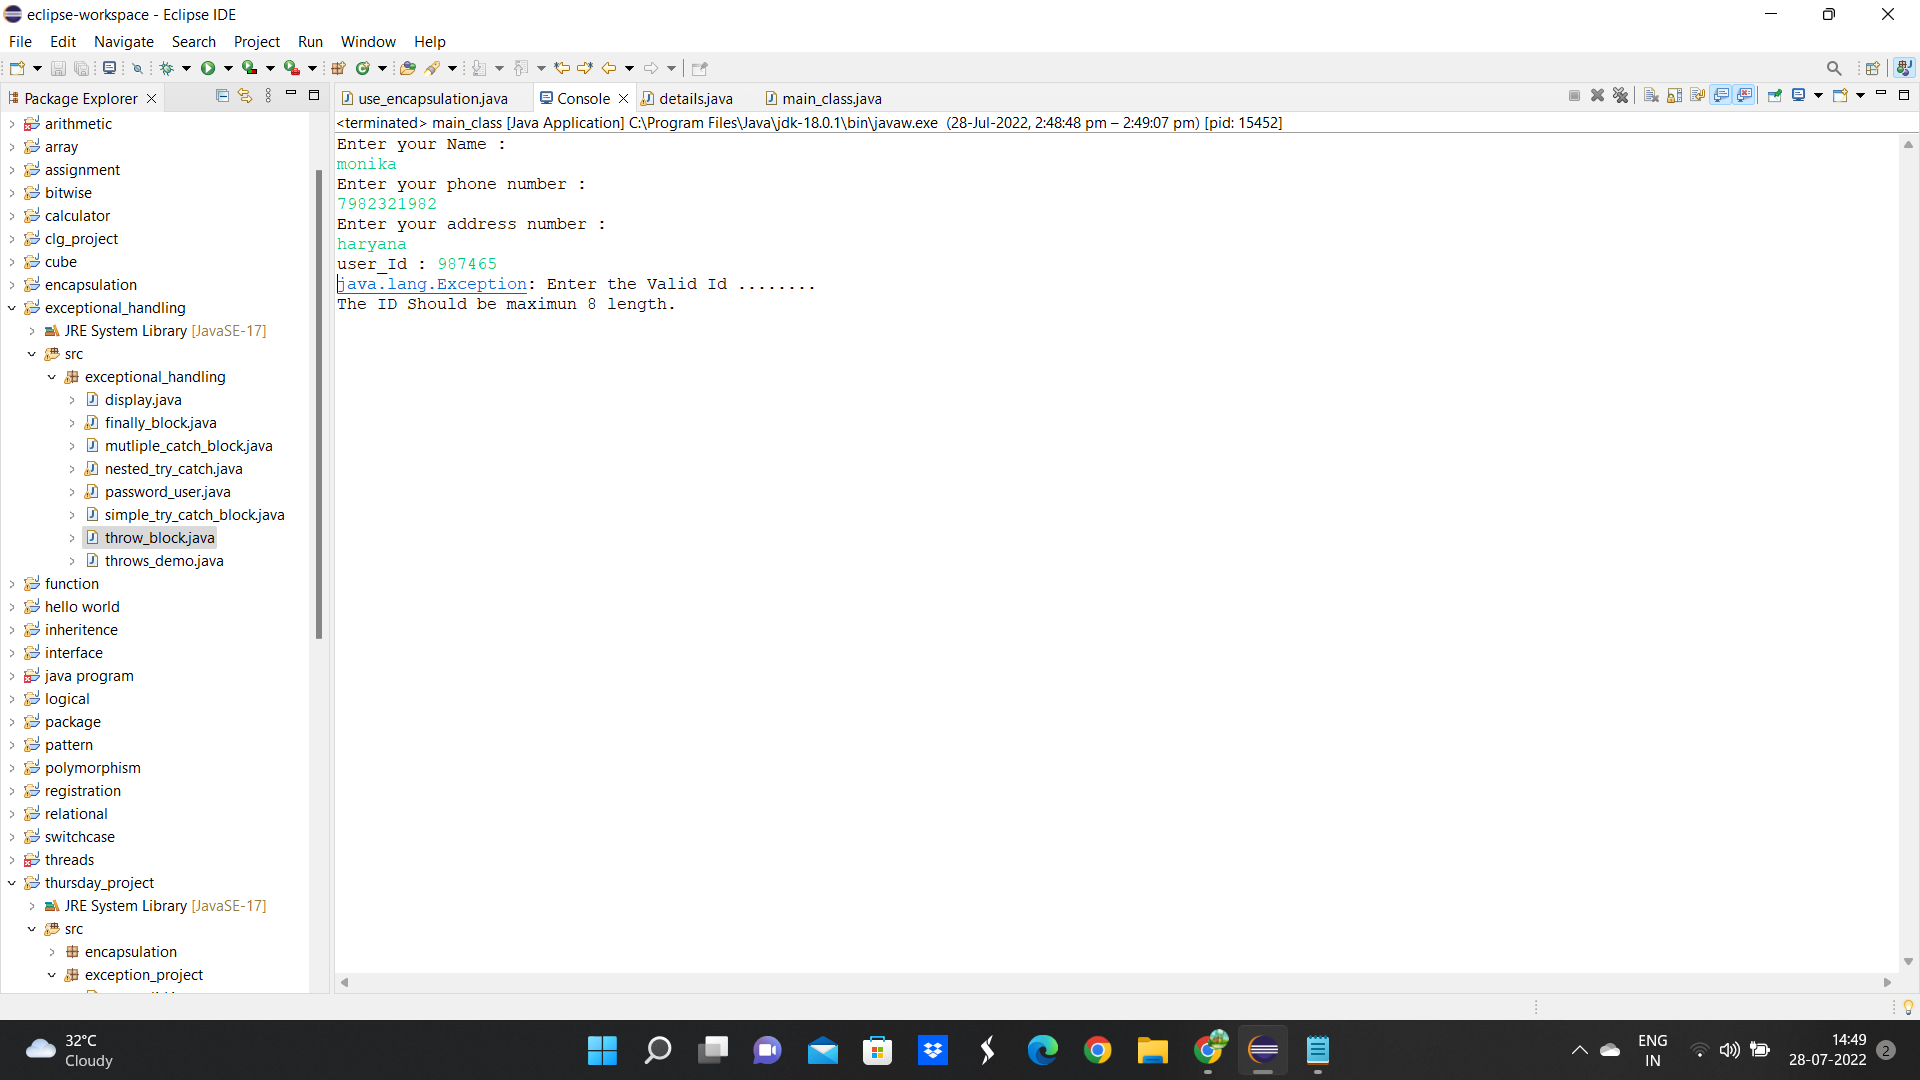 eclipse-workspace - Eclipse IDE
File Edit Navigate Search Project Run Window Help
Package Explorer
use_encapsulation.java Console details.java main_class.java
<terminated> main_class [Java Application] C:\Program Files\Java\jdk-18.0.1\bin\javaw.exe (28-Jul-2022, 2:48:48 pm – 2:49:07 pm) [pid: 15452]
arithmetic
array
assignment
bitwise
calculator
clg_project
cube
encapsulation
exceptional_handling
JRE System Library [JavaSE-17]
src
exceptional_handling
display.java
finally_block.java
mutliple_catch_block.java
nested_try_catch.java
password_user.java
simple_try_catch_block.java
throw_block.java
throws_demo.java
function
hello world
inheritence
interface
java program
logical
package
pattern
polymorphism
registration
relational
switchcase
threads
thursday_project
JRE System Library [JavaSE-17]
src
encapsulation
exception_project
Enter your Name :
monika
Enter your phone number :
7982321982
Enter your address number :
haryana
user_Id : 987465
java.lang.Exception: Enter the Valid Id ........
The ID Should be maximun 8 length.
32°C
Cloudy
ENG
IN
14:49
28-07-2022
2